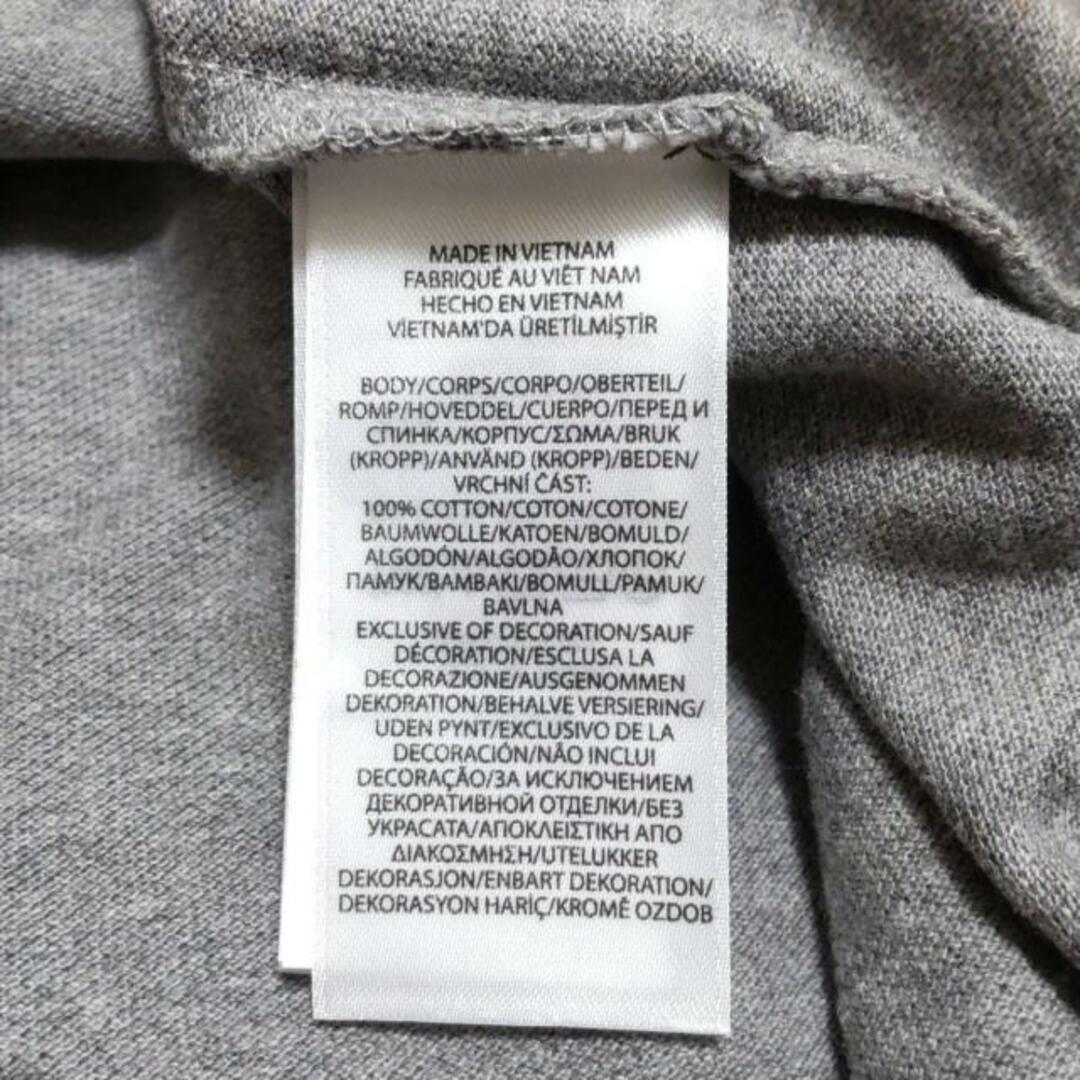 MADE IN VIETNAM
FABRIQUÉ AU VIÊT NAM
HECHO EN VIETNAM
VİETNAM'DA ÜRETİLMİŞTİR
BODY/CORPS/CORPO/OBERTEIL/
ROMP/HOVEDDEL/CUERPO/ПЕРЕД И
СПИНКА/КОРПУС/ΣΩΜΑ/BRUK
(KROPP)/ANVÄND (KROPP)/BEDEN/
VRCHNÍ ČÁST:
100% COTTON/COTON/COTONE/
BAUMWOLLE/KATOEN/BOMULD/
ALGODÓN/ALGODÃO/ХЛОПОК/
ПАМУК/ΒΑΜΒΑΚΙ/BOMULL/PAMUK/
BAVLNA
EXCLUSIVE OF DECORATION/SAUF
DÉCORATION/ESCLUSA LA
DECORAZIONE/AUSGENOMMEN
DEKORATION/BEHALVE VERSIERING/
UDEN PYNT/EXCLUSIVO DE LA
DECORACIÓN/NÃO INCLUI
DECORAÇÃO/ЗА ИСКЛЮЧЕНИЕМ
ДЕКОРАТИВНОЙ ОТДЕЛКИ/БЕЗ
УКРАСАТА/ΑΠΟΚΛΕΙΣΤΙΚΗ ΑΠΟ
ΔΙΑΚΟΣΜΗΣΗ/UTELUKKER
DEKORASJON/ENBART DEKORATION/
DEKORASYON HARİÇ/KROMĚ OZDOB